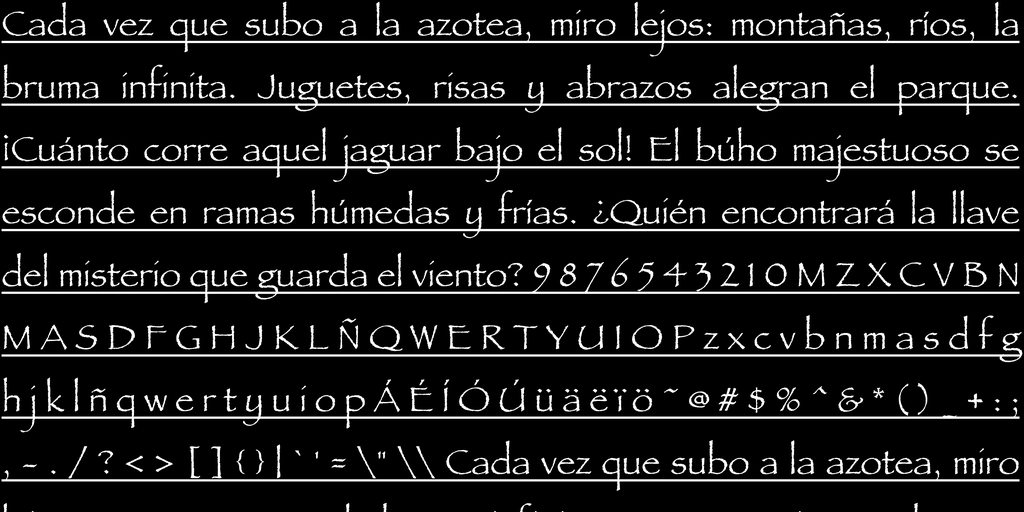 Cada vez que subo a la azotea, miro lejos: montañas, ríos, la
bruma infinita. Juguetes, risas y abrazos alegran el parque.
¡Cuánto corre aquel jaguar bajo el sol! El búho majestuoso se
esconde en ramas húmedas y frías. ¿Quién encontrará la llave
del misterio que guarda el viento? 9 8 7 6 5 4 3 2 1 0 M Z X C V B N
M A S D F G H J K L Ñ Q W E R T Y U I O P z x c v b n m a s d f g
h j k l ñ q w e r t y u i o p Á É Í Ó Ú ü ä ë ï ö ~ @ # $ % ^ & * ( ) _ + : ;
, - . / ? < > [ ] { } | ` ' = \ " \ \ Cada vez que subo a la azotea, miro